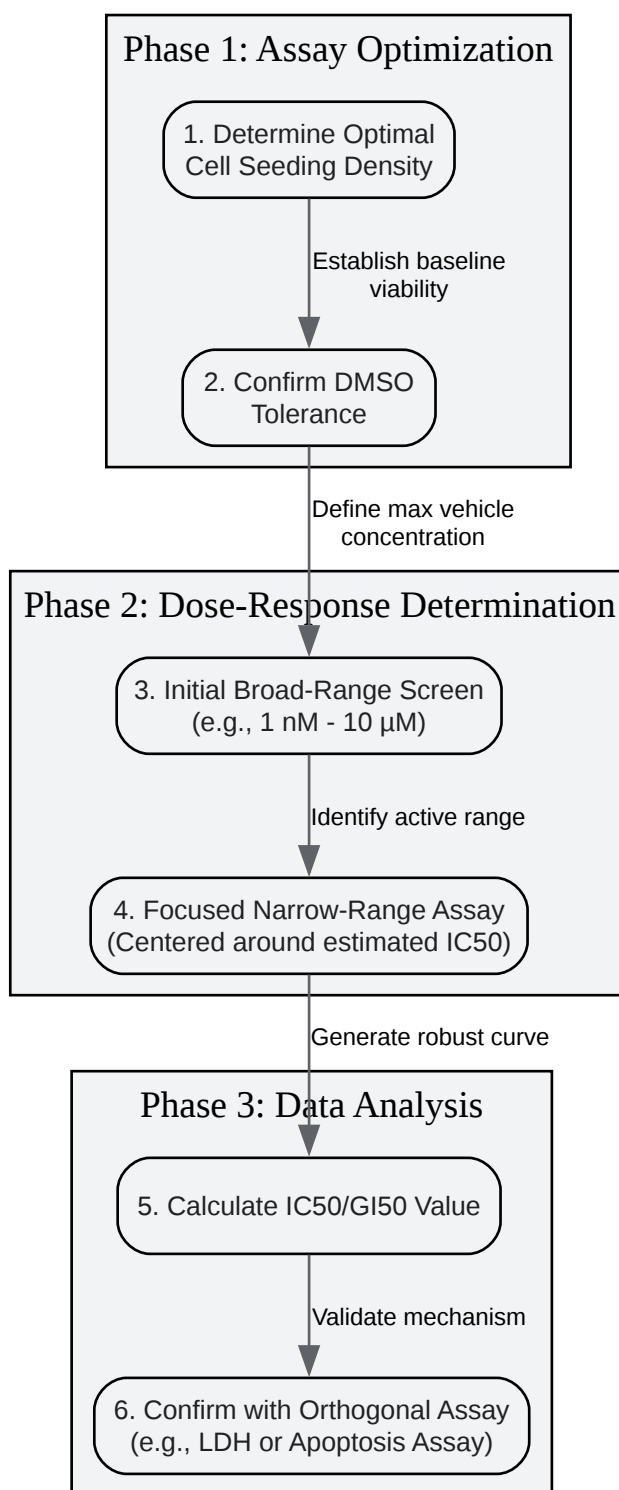 Phase 1: Assay Optimization
1. Determine Optimal
Cell Seeding Density
Establish baseline
viability
2. Confirm DMSO
Tolerance
Define max vehicle
concentration
Phase 2: Dose-Response Determination
3. Initial Broad-Range Screen
(e.g., 1 nM - 10 µM)
Identify active range
4. Focused Narrow-Range Assay
(Centered around estimated IC50)
Generate robust curve
Phase 3: Data Analysis
5. Calculate IC50/GI50 Value
Validate mechanism
6. Confirm with Orthogonal Assay
(e.g., LDH or Apoptosis Assay)